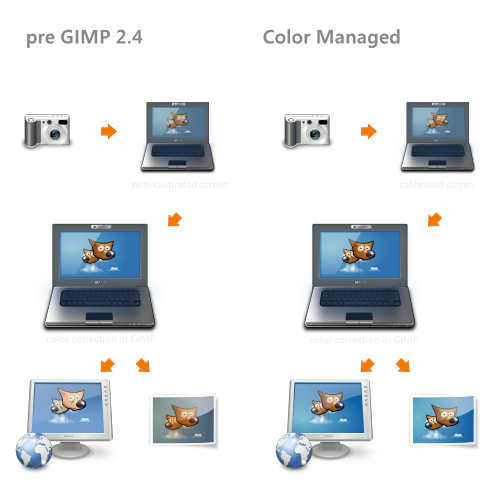 pre GIMP 2.4
Color Managed
non-calibrated screen
calibrated screen
color correction in GIMP
color correction in GIMP